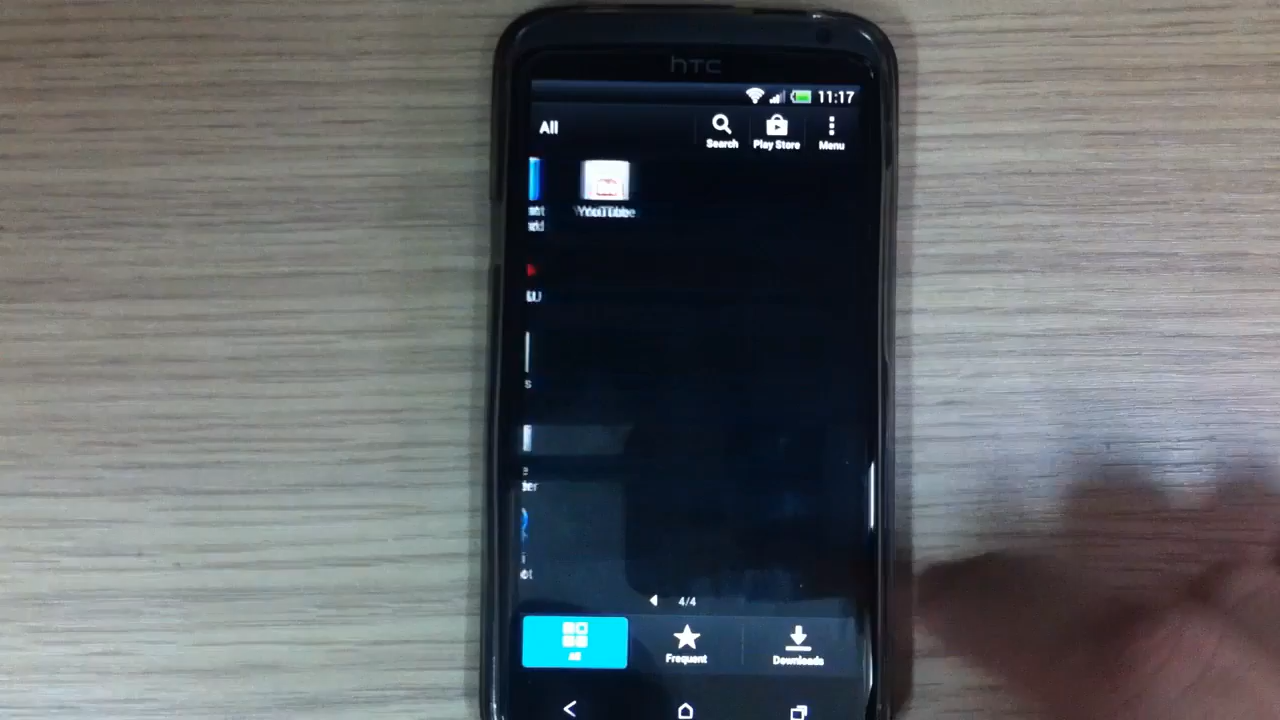 hTC
11:17
All
Search
Play Store
Menu
YouTube
4/4
All
Frequent
Downloads